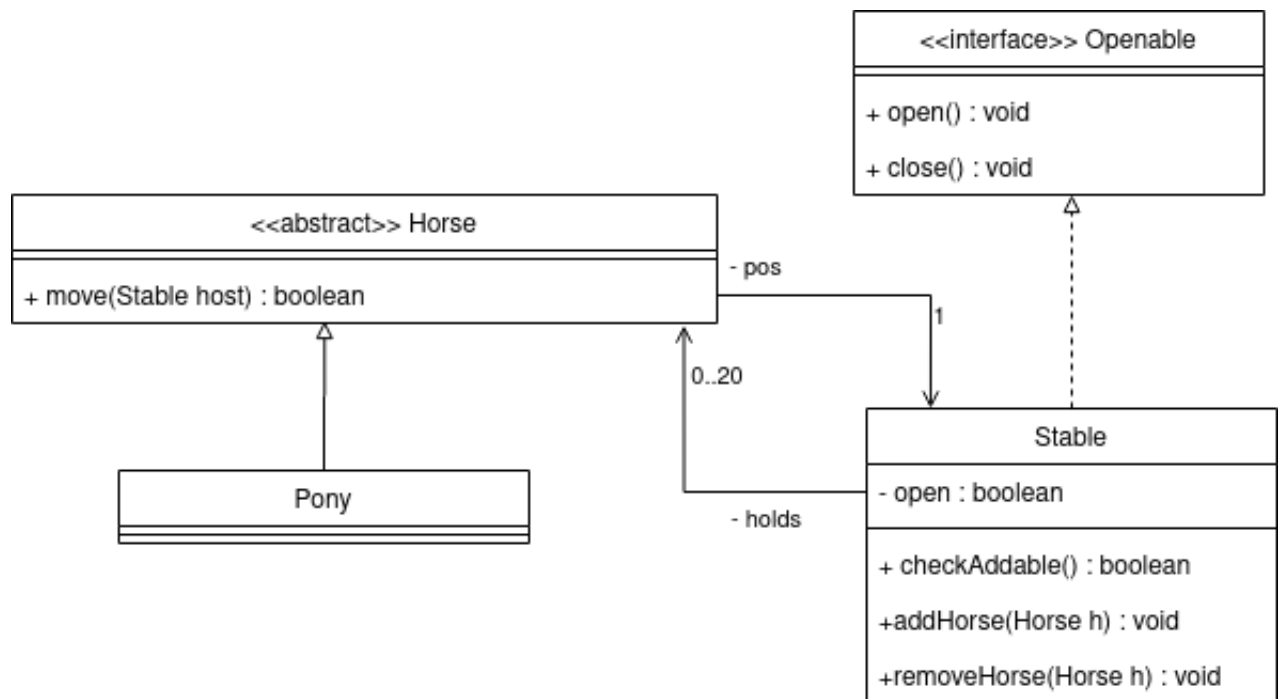 <<interface>> Openable
+ open() : void
+ close() : void
<<abstract>> Horse
+ move(Stable host) : boolean
- pos
1
0..20
- holds
Pony
Stable
- open : boolean
+ checkAddable() : boolean
+addHorse(Horse h) : void
+removeHorse(Horse h) : void